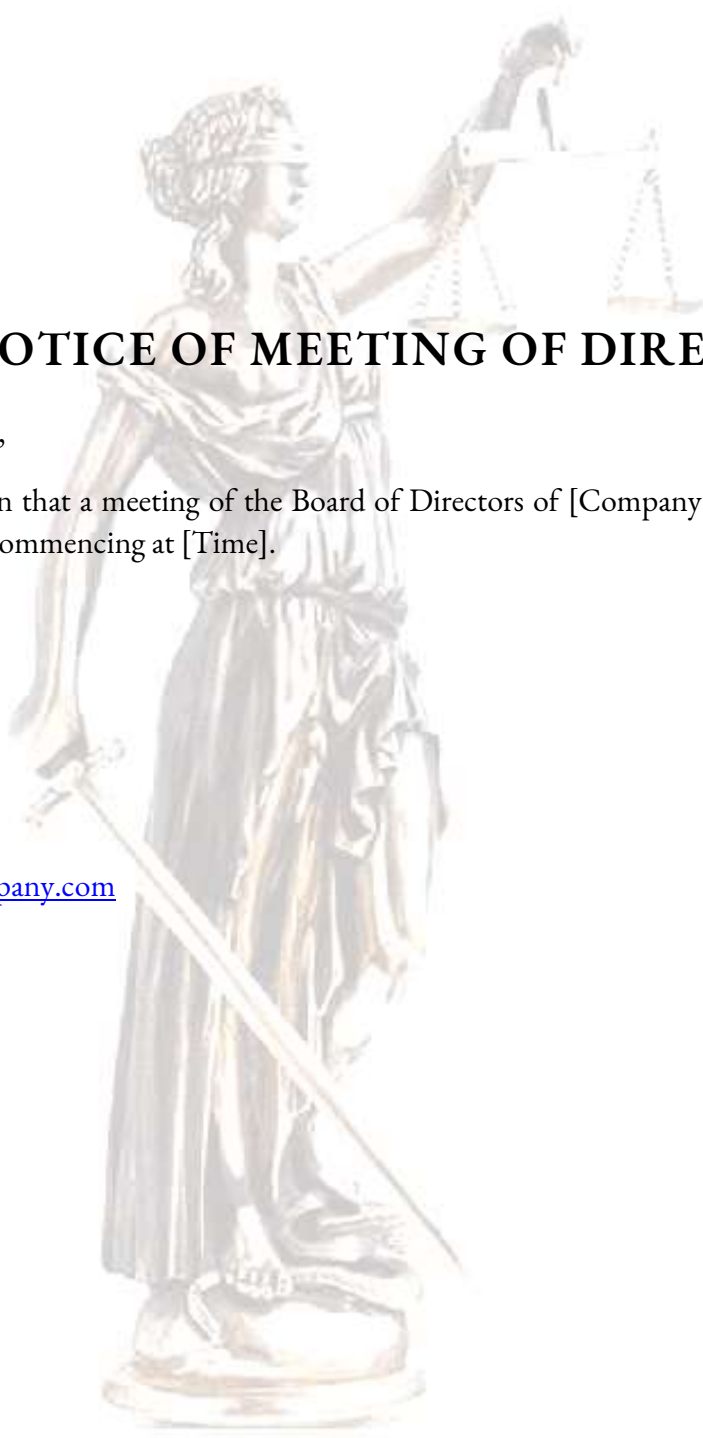 OTICE OF MEETING OF DIRE
,
n that a meeting of the Board of Directors of [Company
ommencing at [Time].
pany.com